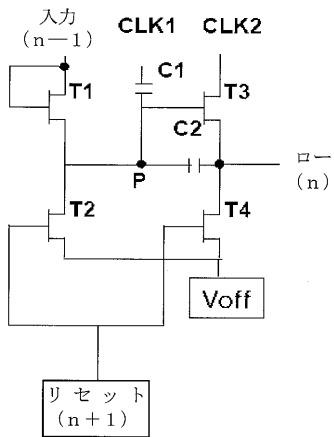 入力
(n－1)
CLK1
CLK2
T1
C1
T3
C2
P
ロー
(n)
T2
T4
Voff
リセット
(n＋1)